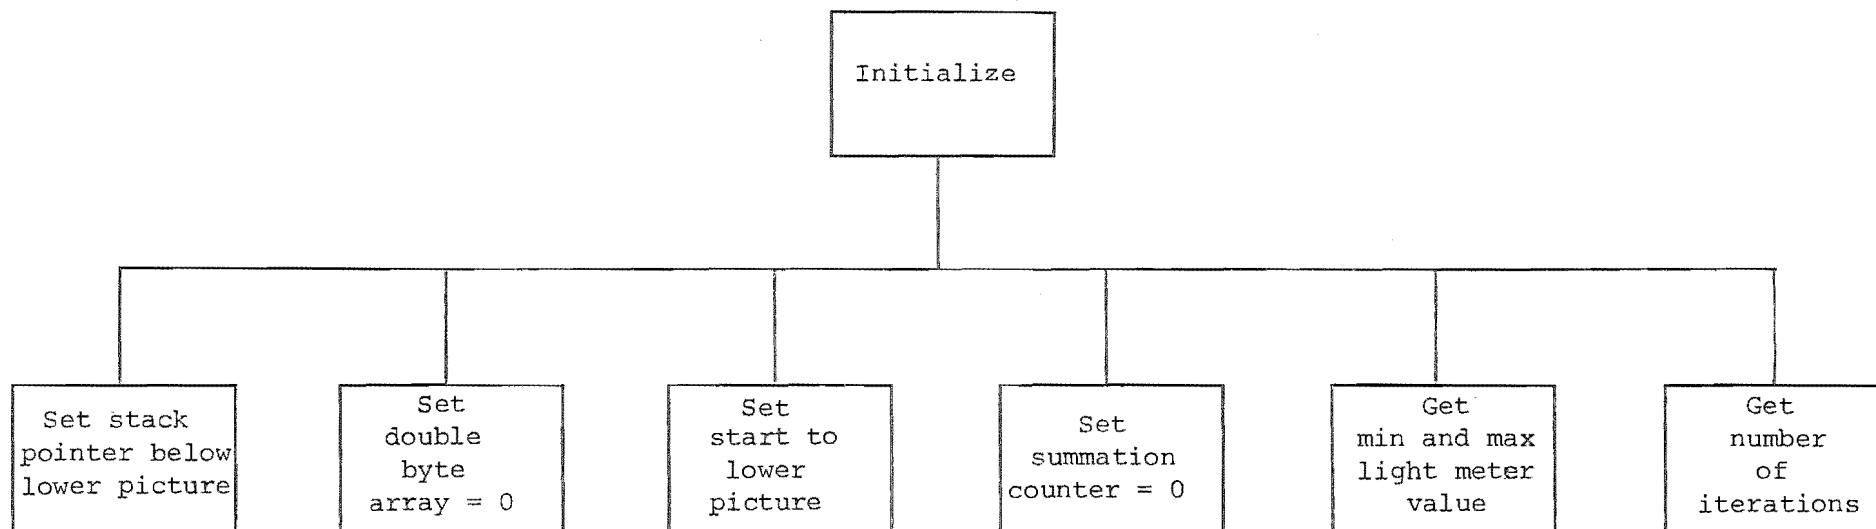 Initialize
Set stack
pointer below
lower picture
Set
double
byte
array = 0
Set
start to
lower
picture
Set
summation
counter = 0
Get
min and max
light meter
value
Get
number
of
iterations